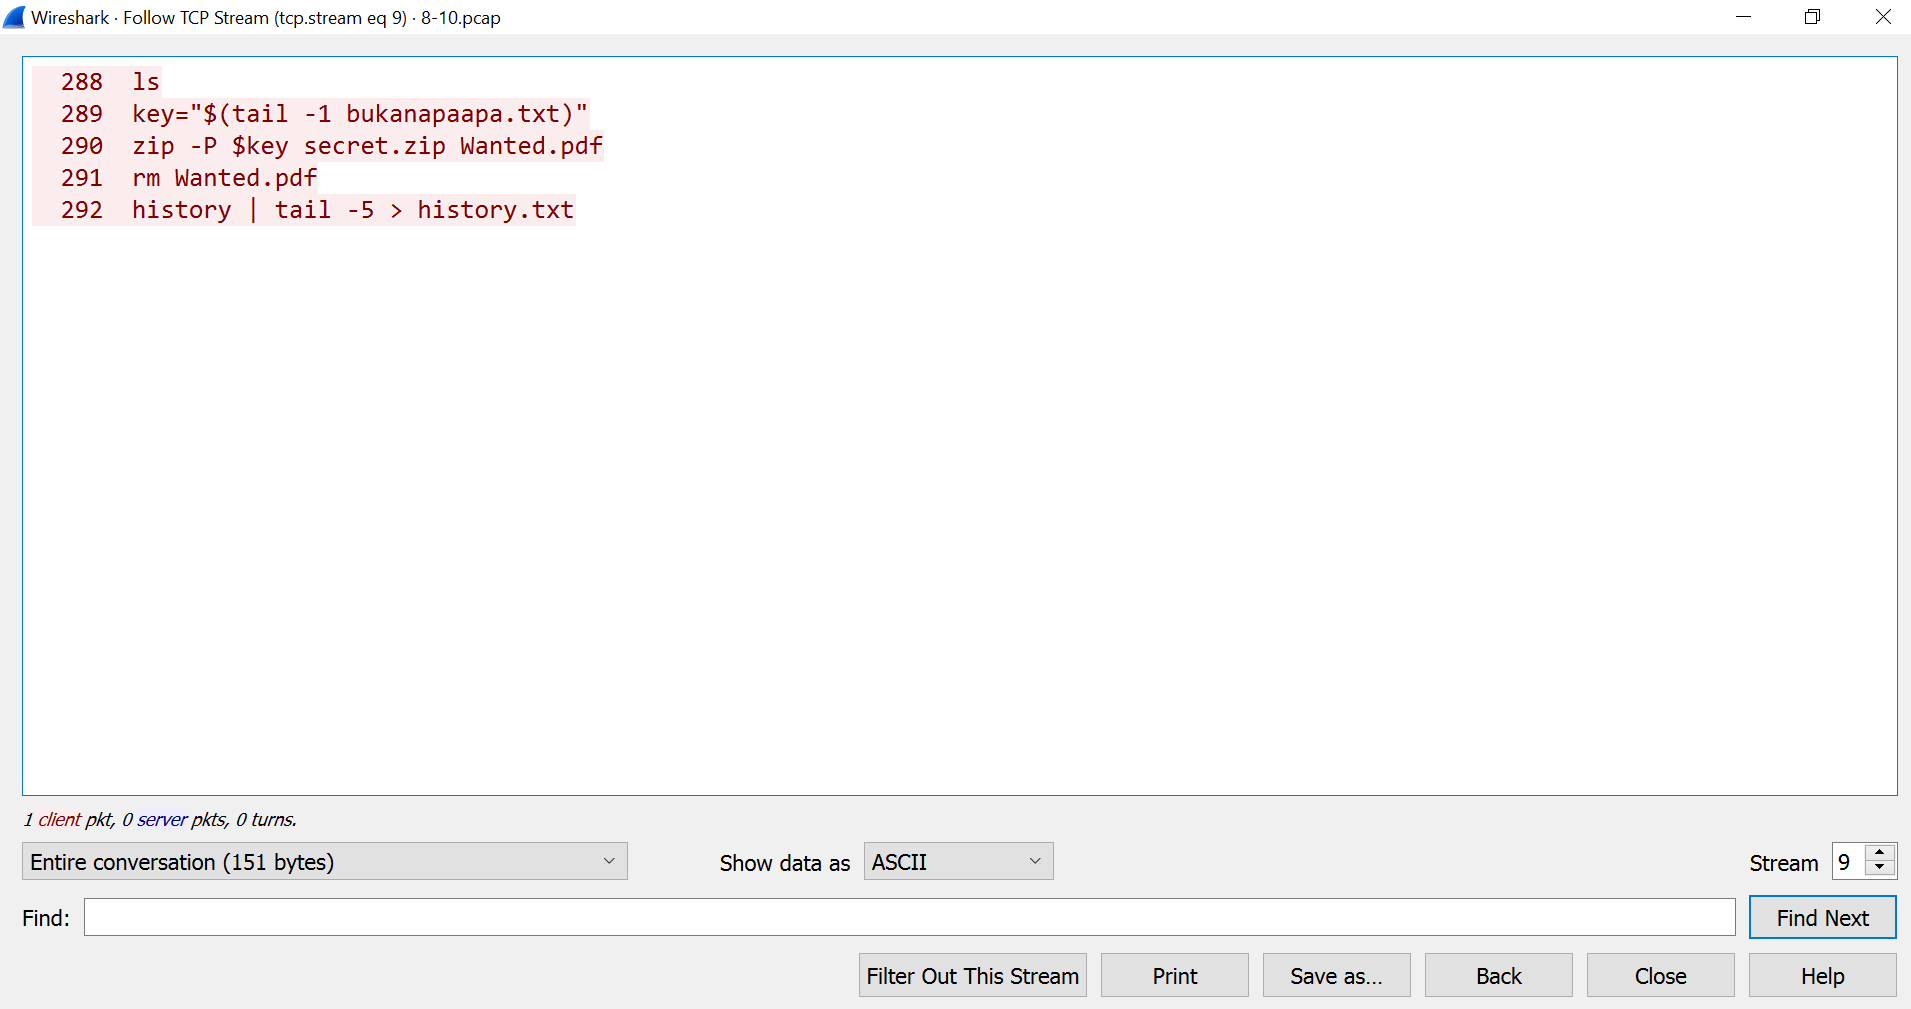 Wireshark · Follow TCP Stream (tcp.stream eq 9) · 8-10.pcap
288 ls
289 key="$(tail -1 bukanapaapa.txt)"
290 zip -P $key secret.zip Wanted.pdf
291 rm Wanted.pdf
292 history | tail -5 > history.txt
1 client pkt, 0 server pkts, 0 turns.
Entire conversation (151 bytes) Show data as ASCII Stream 9
Find: Find Next
Filter Out This Stream Print Save as... Back Close Help